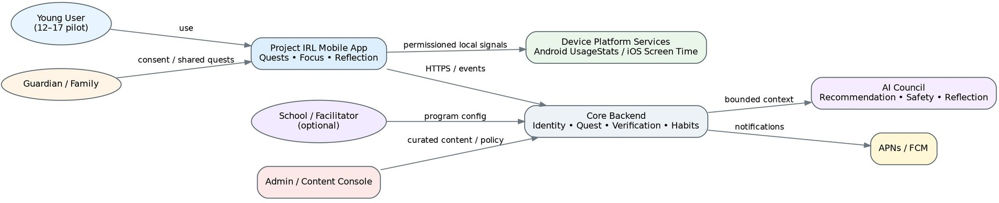 Young User
(12–17 pilot)
use
Guardian / Family
consent / shared quests
Project IRL Mobile App
Quests • Focus • Reflection
permissioned local signals
Device Platform Services
Android UsageStats / iOS Screen Time
HTTPS / events
School / Facilitator
(optional)
program config
Core Backend
Identity • Quest • Verification • Habits
curated content / policy
Admin / Content Console
bounded context
AI Council
Recommendation • Safety • Reflection
notifications
APNs / FCM